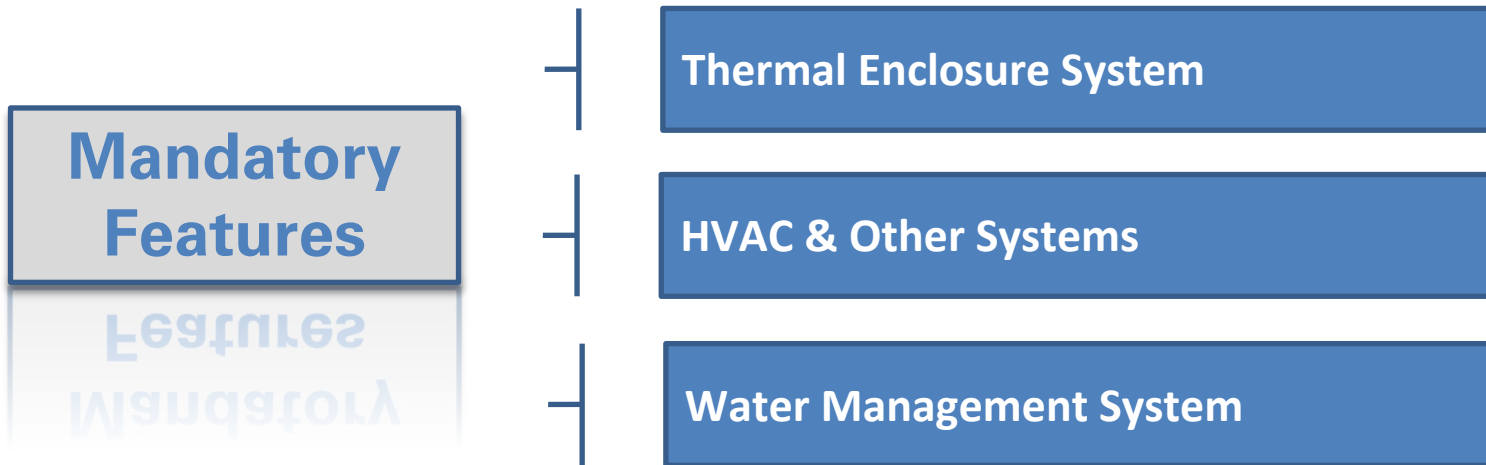 Mandatory
Features
Thermal Enclosure System
HVAC & Other Systems
Water Management System